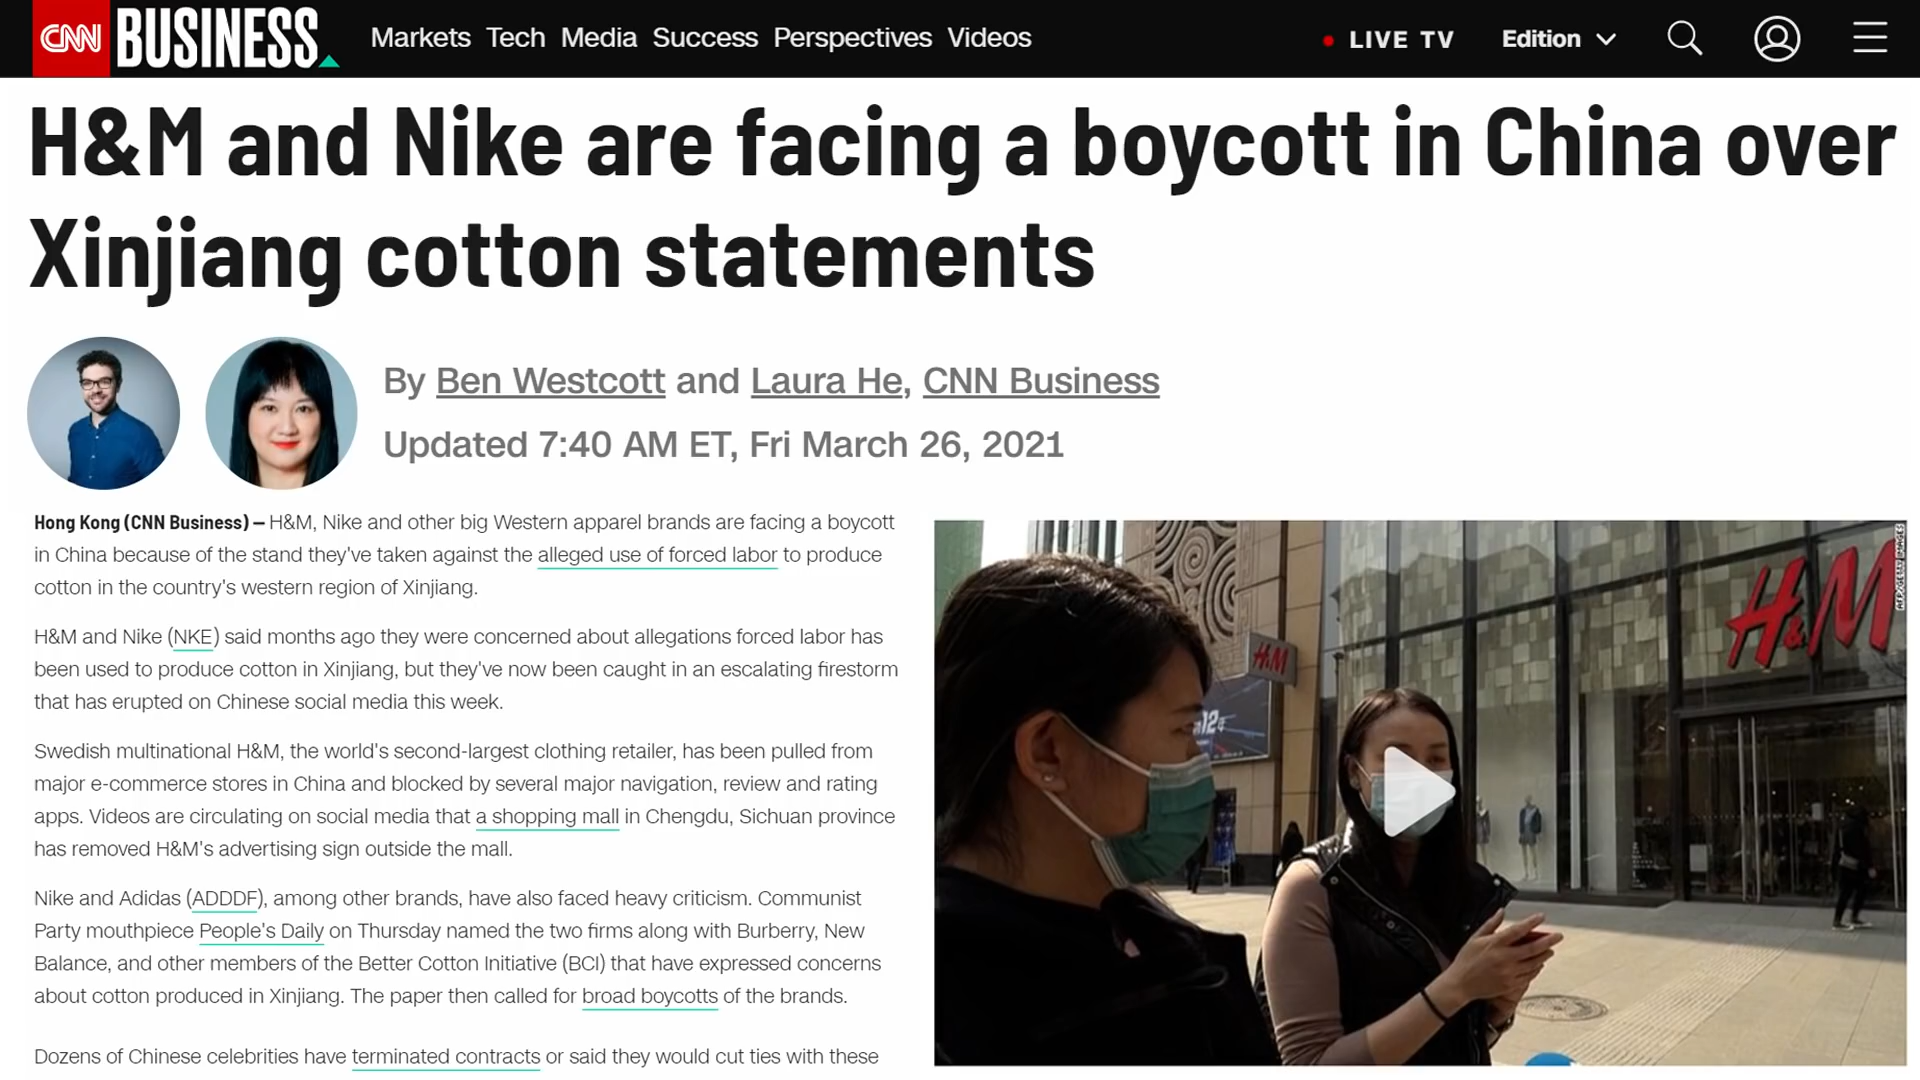 CNN BUSINESS Markets Tech Media Success Perspectives Videos LIVE TV Edition
H&M and Nike are facing a boycott in China over
Xinjiang cotton statements
By Ben Westcott and Laura He, CNN Business
Updated 7:40 AM ET, Fri March 26, 2021
Hong Kong (CNN Business) — H&M, Nike and other big Western apparel brands are facing a boycott
in China because of the stand they've taken against the alleged use of forced labor to produce
cotton in the country's western region of Xinjiang.
H&M and Nike (NKE) said months ago they were concerned about allegations forced labor has
been used to produce cotton in Xinjiang, but they've now been caught in an escalating firestorm
that has erupted on Chinese social media this week.
Swedish multinational H&M, the world's second-largest clothing retailer, has been pulled from
major e-commerce stores in China and blocked by several major navigation, review and rating
apps. Videos are circulating on social media that a shopping mall in Chengdu, Sichuan province
has removed H&M's advertising sign outside the mall.
Nike and Adidas (ADDDF), among other brands, have also faced heavy criticism. Communist
Party mouthpiece People's Daily on Thursday named the two firms along with Burberry, New
Balance, and other members of the Better Cotton Initiative (BCI) that have expressed concerns
about cotton produced in Xinjiang. The paper then called for broad boycotts of the brands.
Dozens of Chinese celebrities have terminated contracts or said they would cut ties with these
AFP/GETTY IMAGES
H&M
H&M